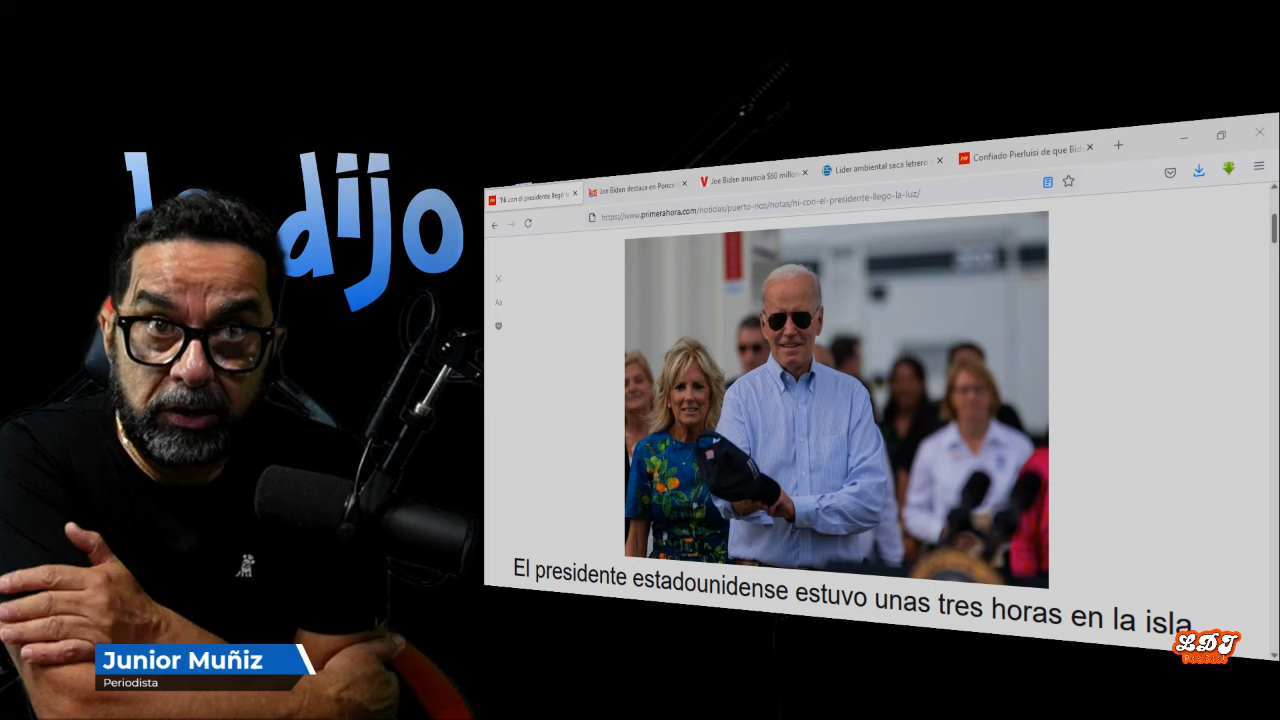 dijo
"Ni con el presidente llegó la
Joe Biden destaca en Ponce
Joe Biden anuncia $60 millon
Líder ambiental saca letrero
Confiado Pierluisi de que Bid
https://www.primerahora.com/noticias/puerto-rico/notas/ni-con-el-presidente-llego-la-luz/
Aa
El presidente estadounidense estuvo unas tres horas en la isla
Junior Muñiz
Periodista
LDJ